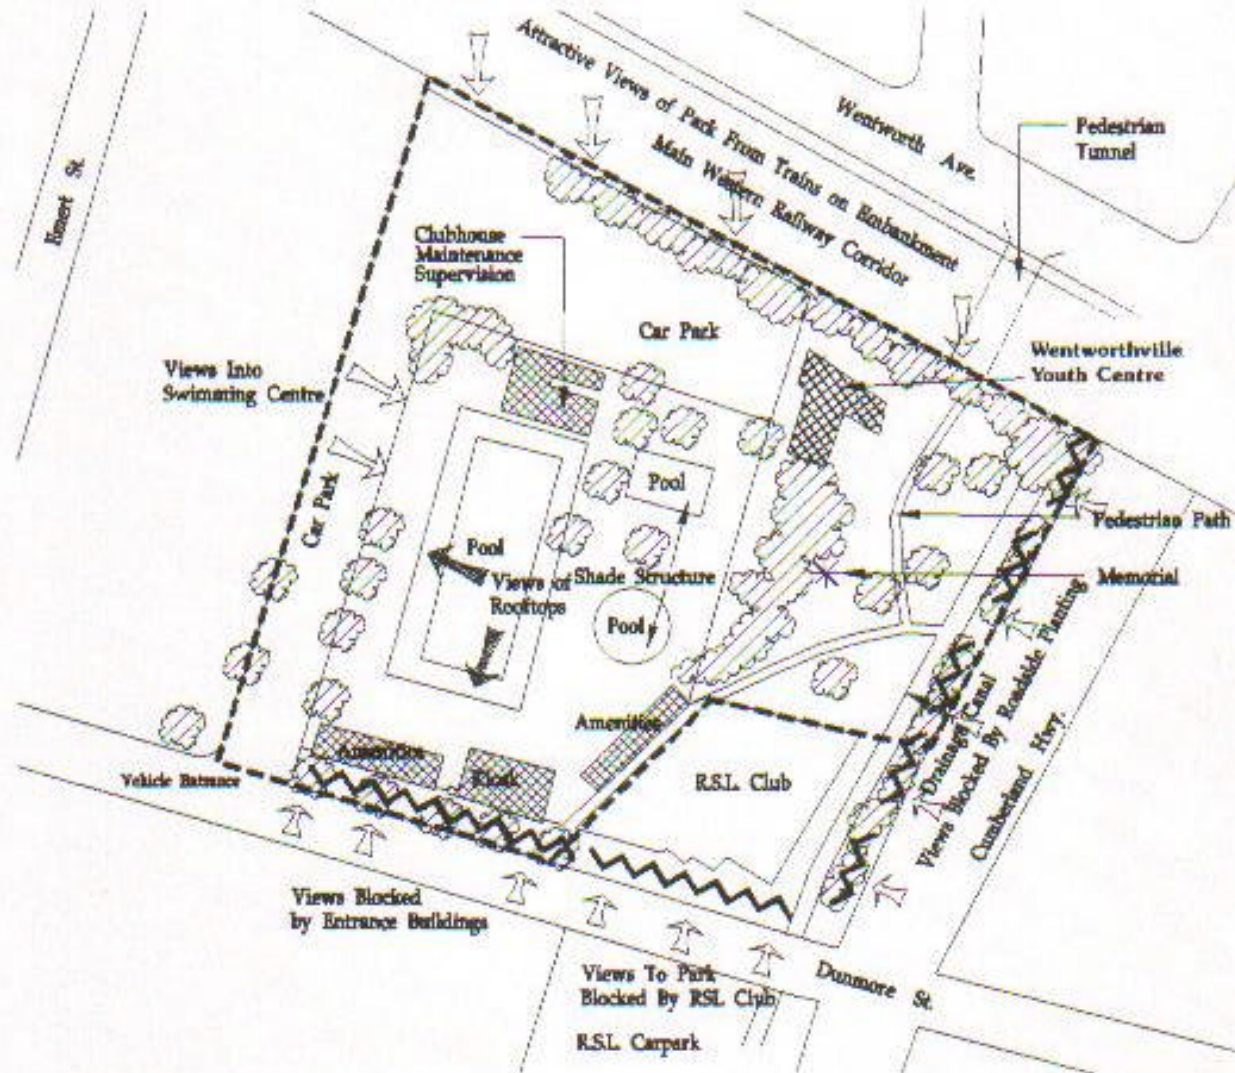 Attractive Views of Park From Trains on Embankment
Main Western Railway Corridor
Wentworth Ave.
Pedestrian
Tunnel
Emert St.
Clubhouse
Maintenance
Supervision
Car Park
Wentworthville
Youth Centre
Views Into
Swimming Centre
Car Park
Pool
Pool
Views of
Rooftops
Shade Structure
Pool
Pedestrian Path
Memorial
Amenities
Amenities
Kiosk
R.S.L. Club
Vehicle Entrance
Drainage Canal
Views Blocked By Roadside Planting
Cumberland Hwy.
Views Blocked
by Entrance Buildings
Views To Park
Blocked By RSL Club
R.S.L. Carpark
Dunmore St.